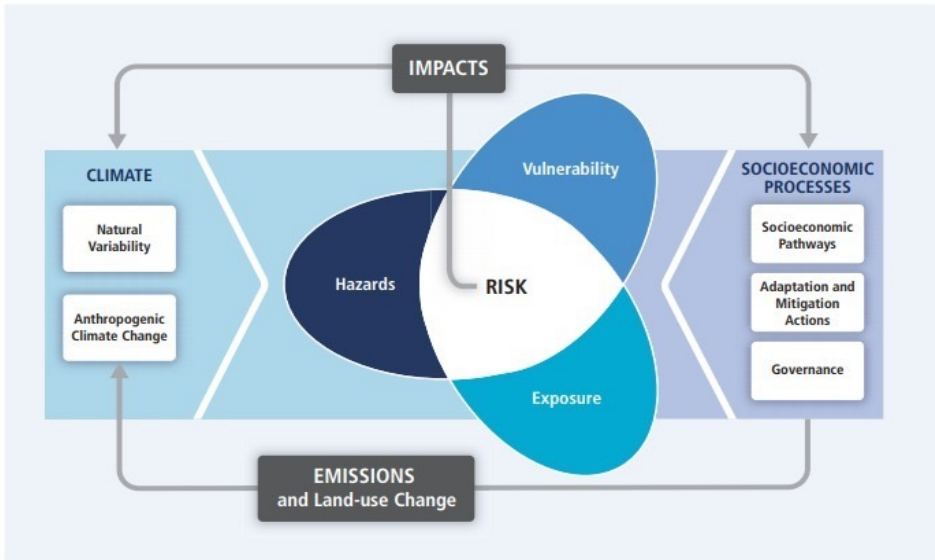 IMPACTS
CLIMATE
Natural
Variability
Anthropogenic
Climate Change
Vulnerability
Hazards
RISK
Exposure
SOCIOECONOMIC
PROCESSES
Socioeconomic
Pathways
Adaptation and
Mitigation
Actions
Governance
EMISSIONS
and Land-use Change